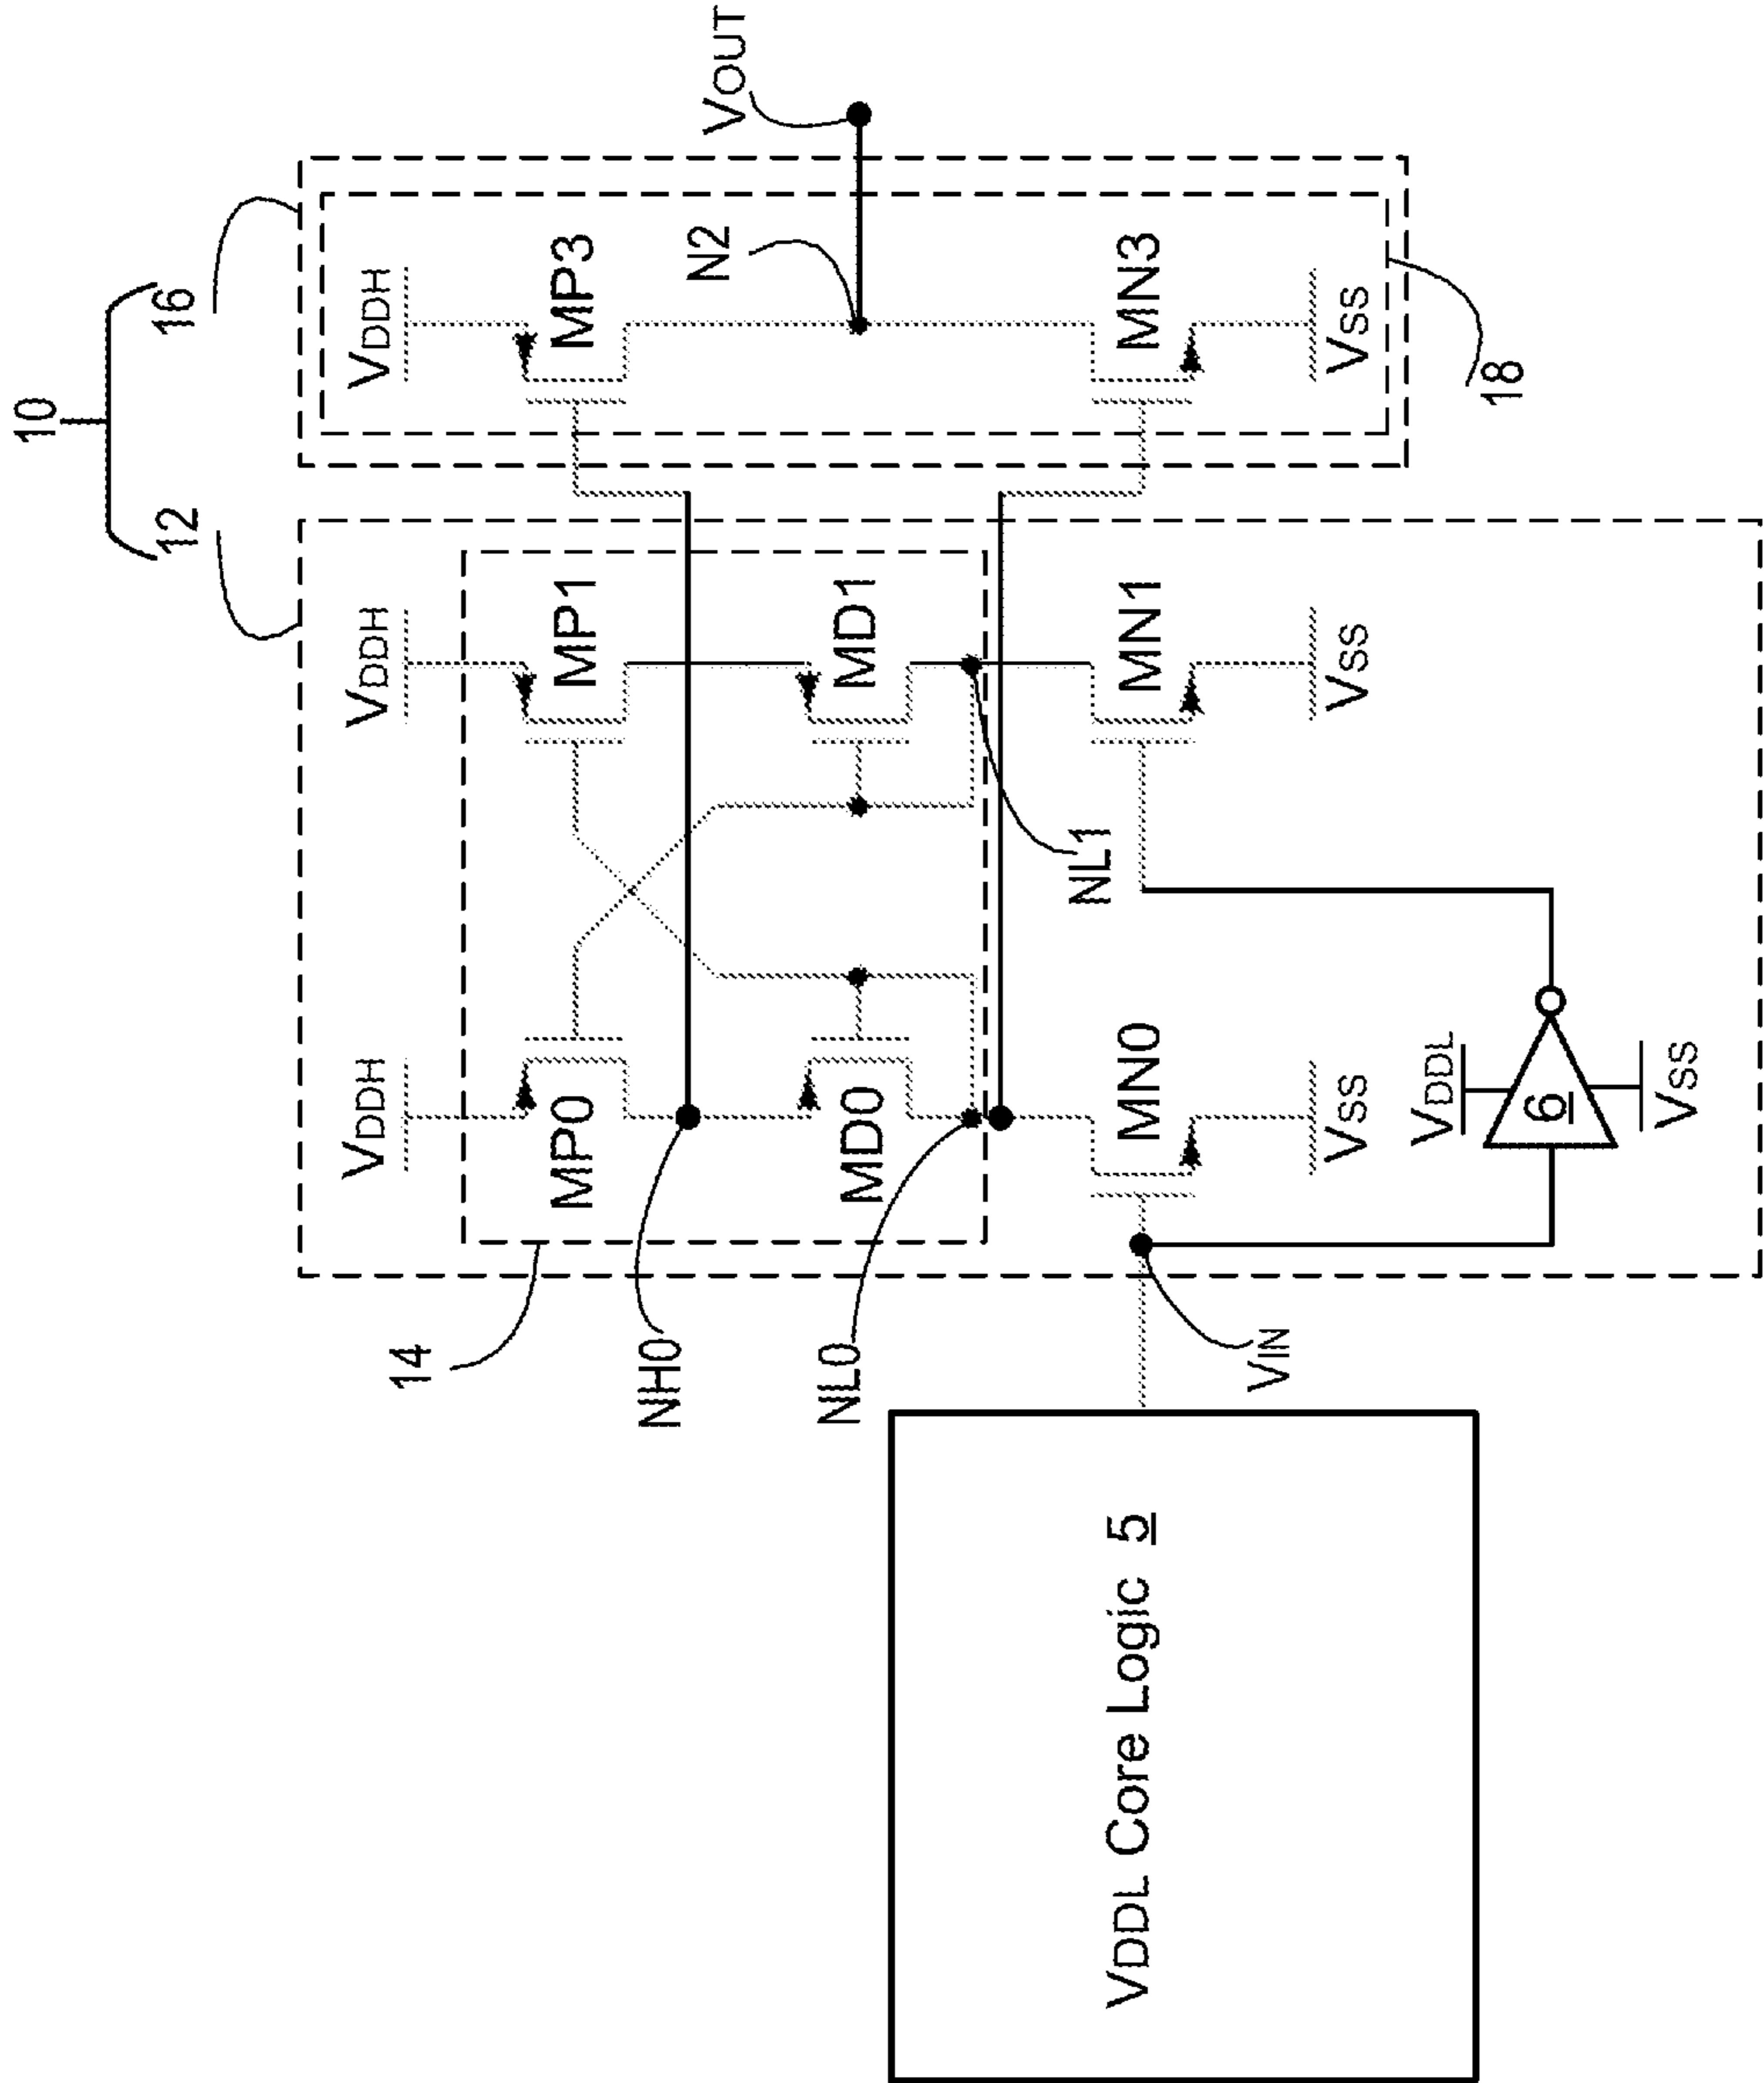 10
12
16
VDDH
VDDH
VDDH
VOUT
14
MP0
MP1
MP3
NH0
N2
NL0
MD0
MD1
NL1
MN0
MN1
MN3
VIN
VSS
VSS
VSS
18
VDDL Core Logic 5
VDDL
6
VSS